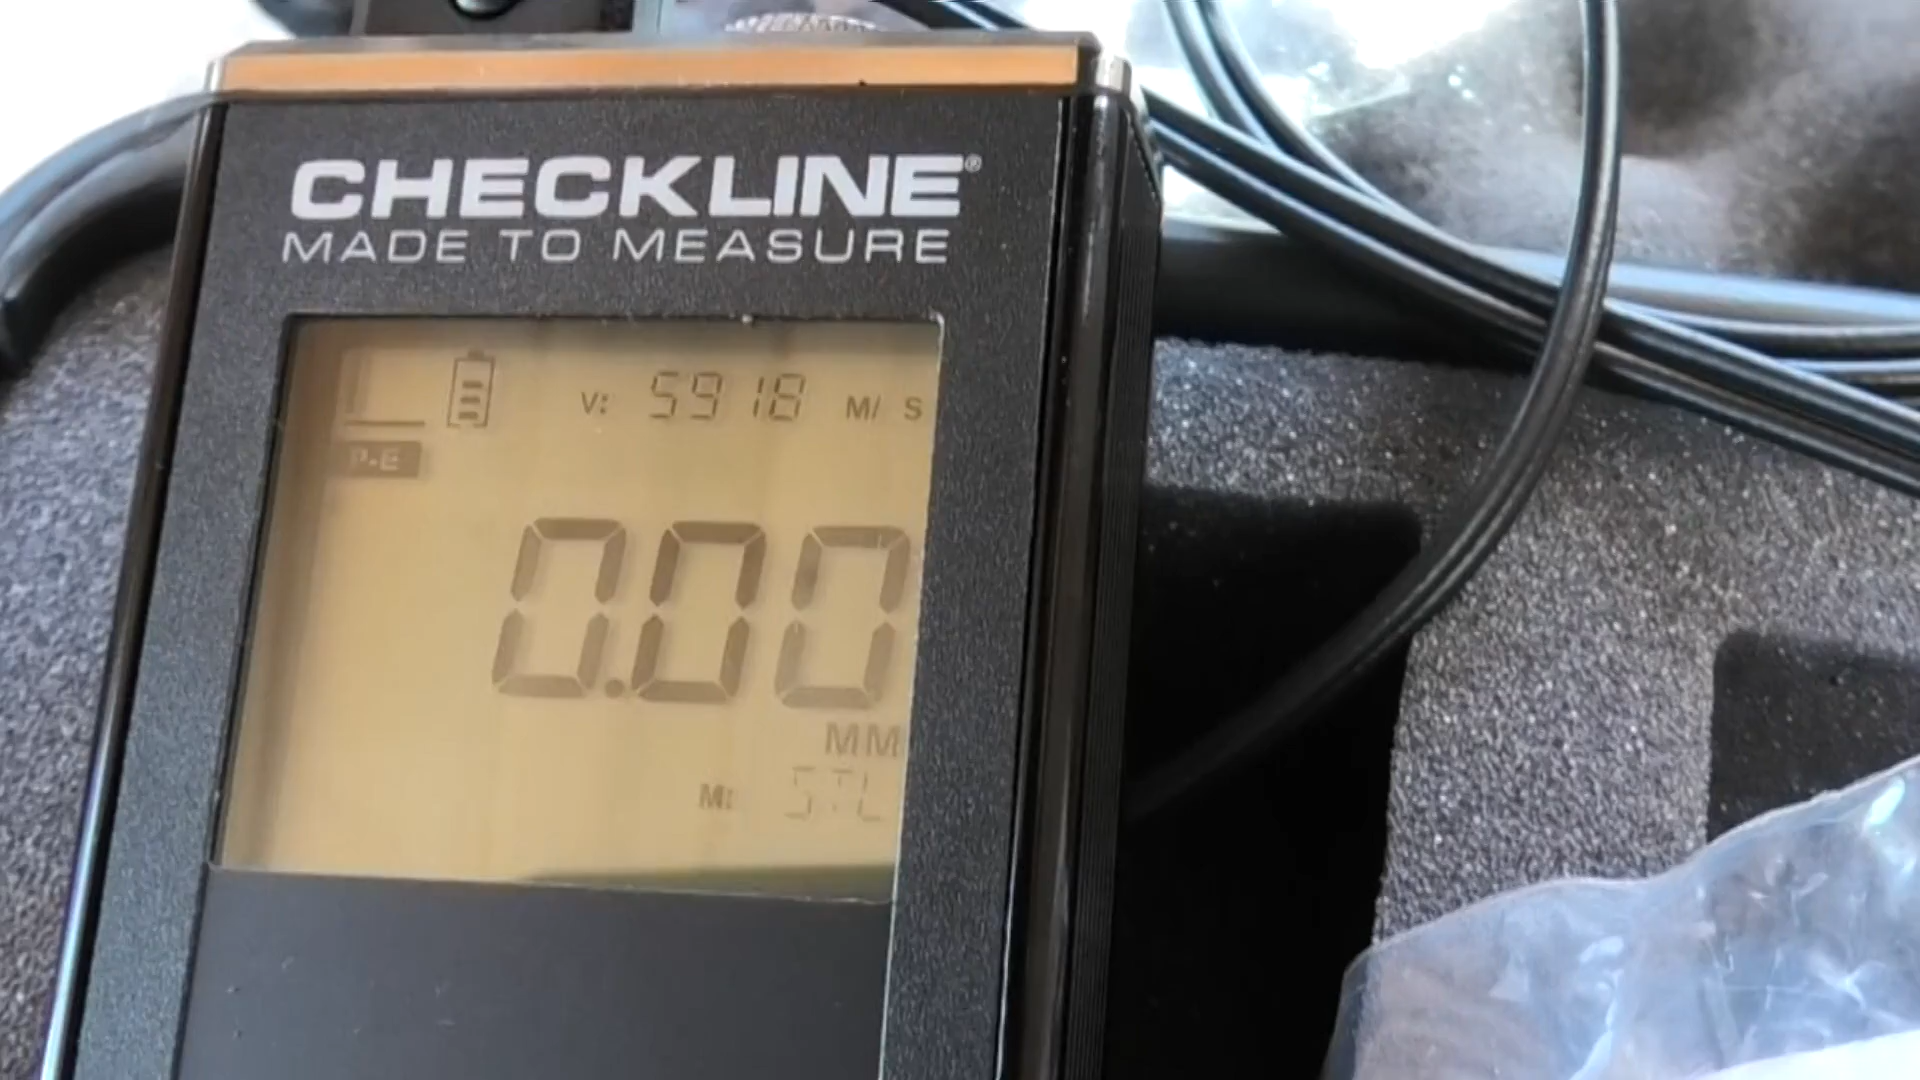 CHECKLINE®
MADE TO MEASURE
V: 5918 M/S
P-E
0.00
MM
M: STL